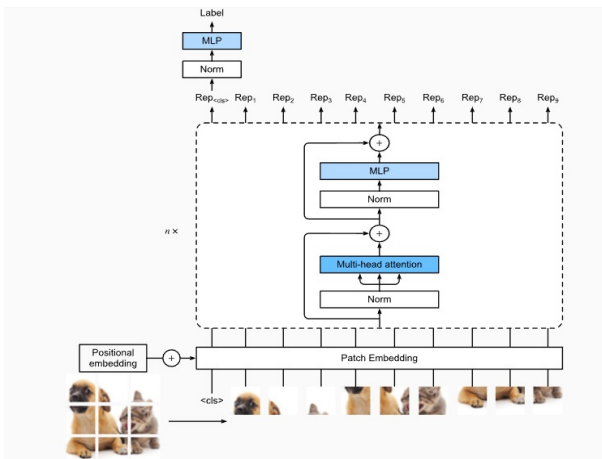 Label
MLP
Norm
Rep<cls> Rep1 Rep2 Rep3 Rep4 Rep5 Rep6 Rep7 Rep8 Rep9
+
MLP
Norm
n ×
+
Multi-head attention
Norm
Positional
embedding
+
Patch Embedding
<cls>